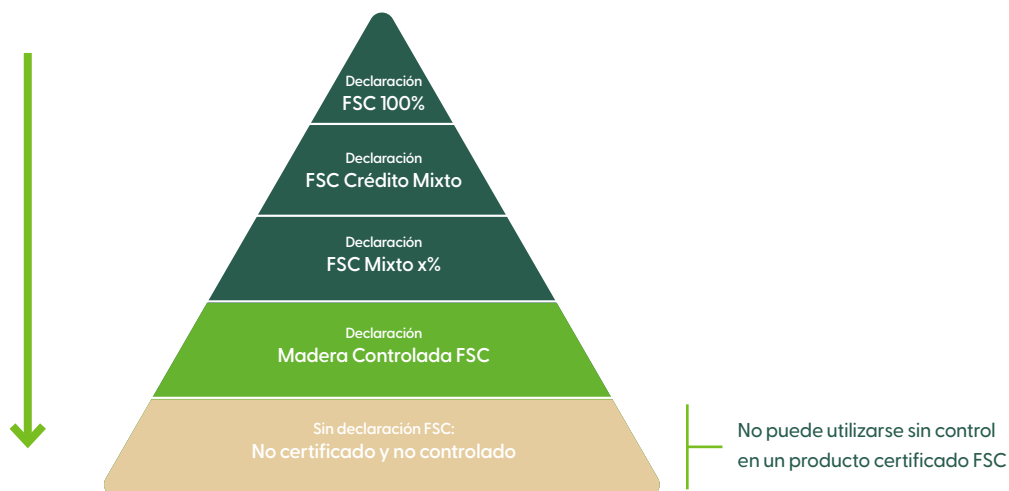 Declaración
FSC 100%
Declaración
FSC Crédito Mixto
Declaración
FSC Mixto x%
Declaración
Madera Controlada FSC
Sin declaración FSC:
No certificado y no controlado
No puede utilizarse sin control
en un producto certificado FSC